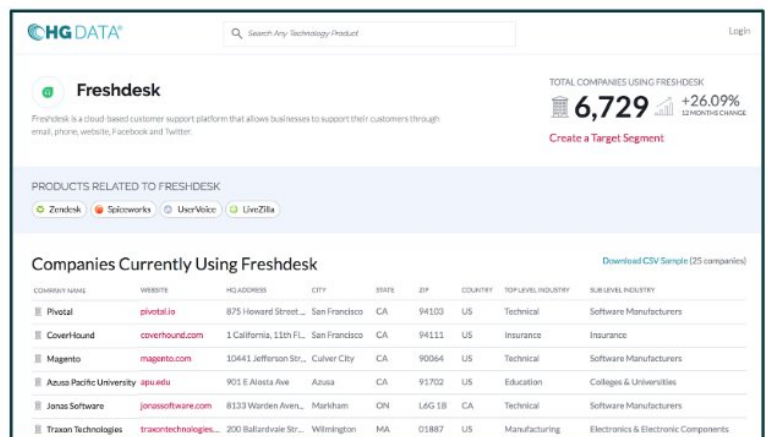 HG DATA®
Search Any Technology Product
Login
Freshdesk
Freshdesk is a cloud-based customer support platform that allows businesses to support their customers through
email, phone, website, Facebook and Twitter.
TOTAL COMPANIES USING FRESHDESK
6,729 +26.09%
12 MONTHS CHANGE
Create a Target Segment
PRODUCTS RELATED TO FRESHDESK
Zendesk Spiceworks UserVoice LiveZilla
Companies Currently Using Freshdesk
Download CSV Sample (25 companies)
COMPANY NAME WEBSITE HQ ADDRESS CITY STATE ZIP COUNTRY TOP LEVEL INDUSTRY SUB LEVEL INDUSTRY
Pivotal pivotal.io 875 Howard Street ... San Francisco CA 94103 US Technical Software Manufacturers
CoverHound coverhound.com 1 California, 11th Fl... San Francisco CA 94111 US Insurance Insurance
Magento magento.com 10441 Jefferson Str... Culver City CA 90064 US Technical Software Manufacturers
Azusa Pacific University apu.edu 901 E Alosta Ave Azusa CA 91702 US Education Colleges & Universities
Jonas Software jonassoftware.com 8133 Warden Aven... Markham ON L6G 1B CA Technical Software Manufacturers
Traxon Technologies traxontechnologies.... 200 Ballardvale Str... Wilmington MA 01887 US Manufacturing Electronics & Electronic Components